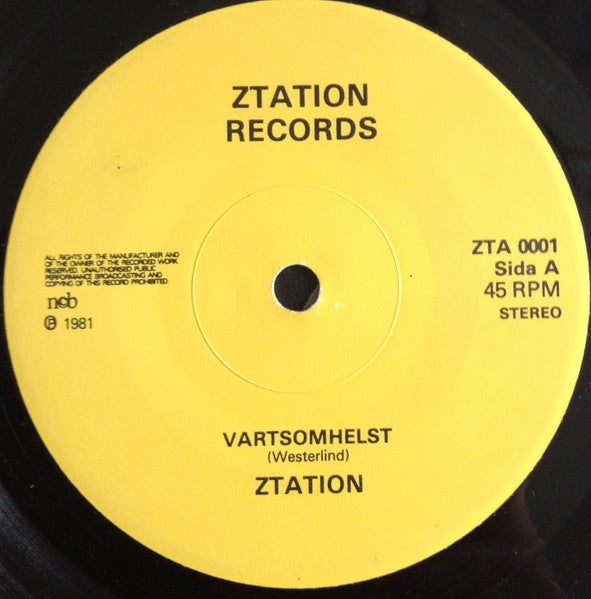 ZTATION
RECORDS
ALL RIGHTS OF THE MANUFACTURER AND
OF THE OWNER OF THE RECORDED WORK
RESERVED. UNAUTHORISED PUBLIC
PERFORMANCE BROADCASTING AND
COPYING OF THIS RECORD PROHIBITED.
ncb
℗ 1981
ZTA 0001
Sida A
45 RPM
STEREO
VARTSOMHELST
(Westerlind)
ZTATION